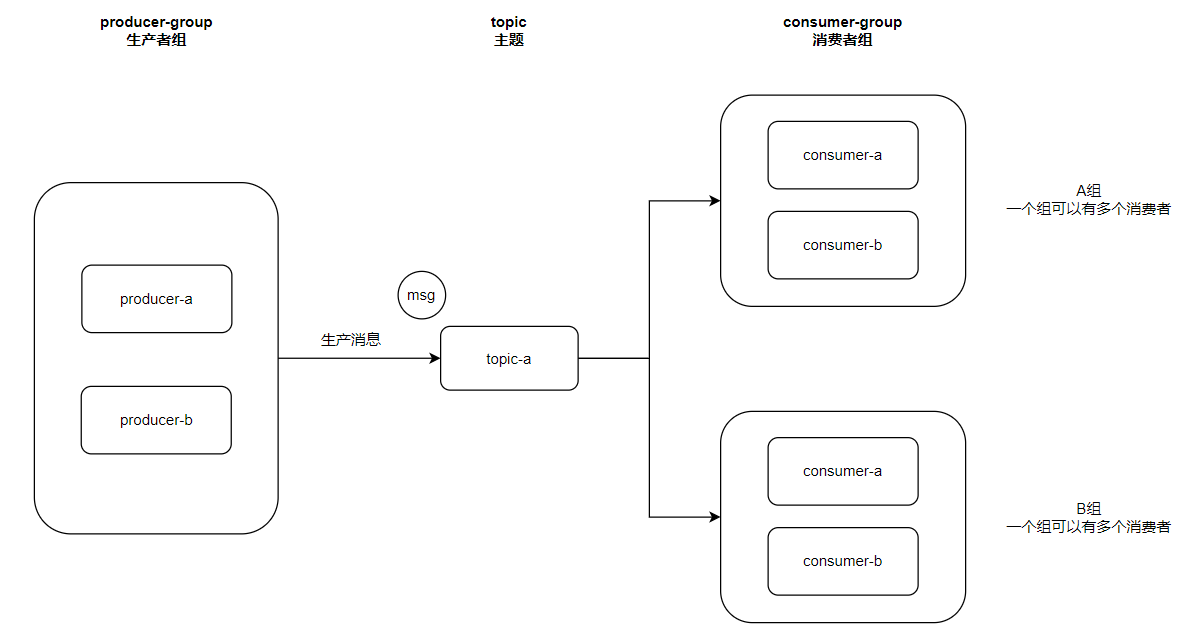 producer-group
生产者组
topic
主题
consumer-group
消费者组
producer-a
producer-b
生产消息
msg
topic-a
consumer-a
consumer-b
A组
一个组可以有多个消费者
consumer-a
consumer-b
B组
一个组可以有多个消费者